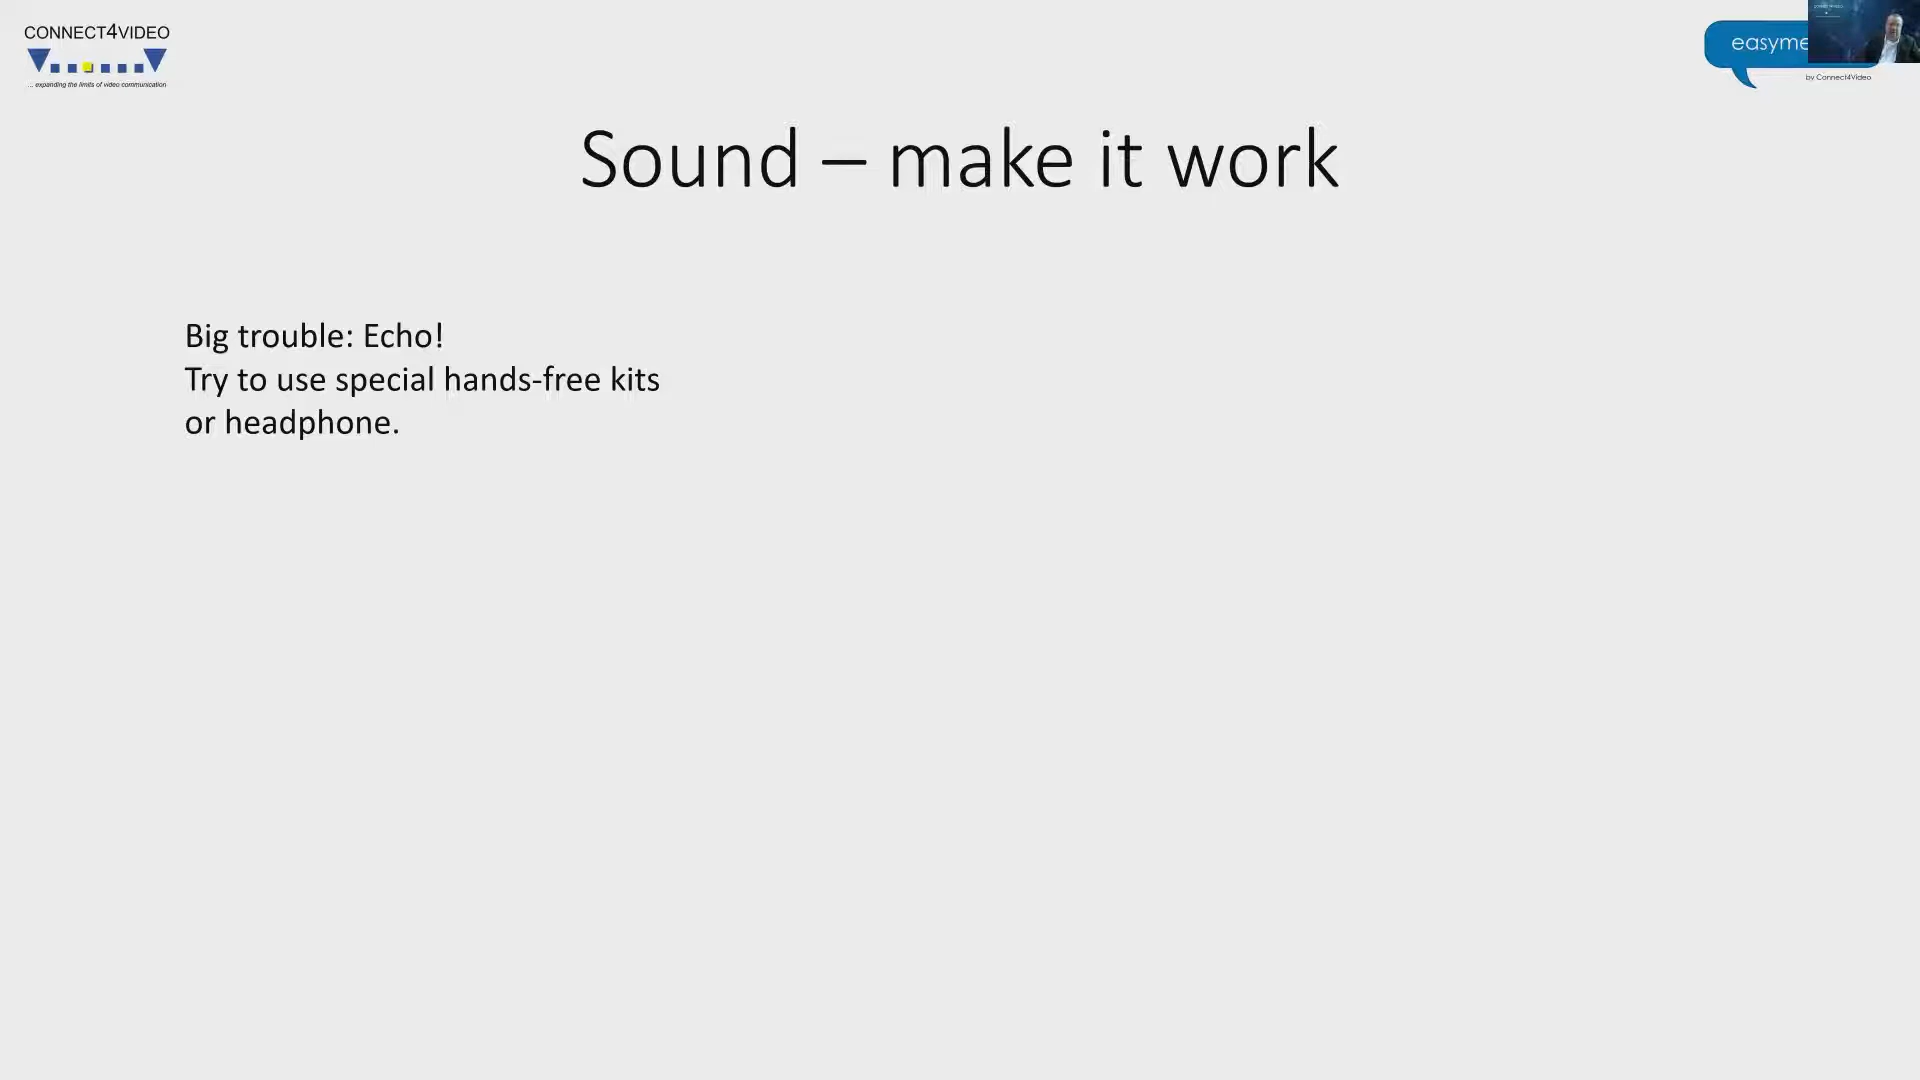 CONNECT4VIDEO
... expanding the limits of video communication
easyme
by Connect4Video
Sound – make it work
Big trouble: Echo!
Try to use special hands-free kits
or headphone.